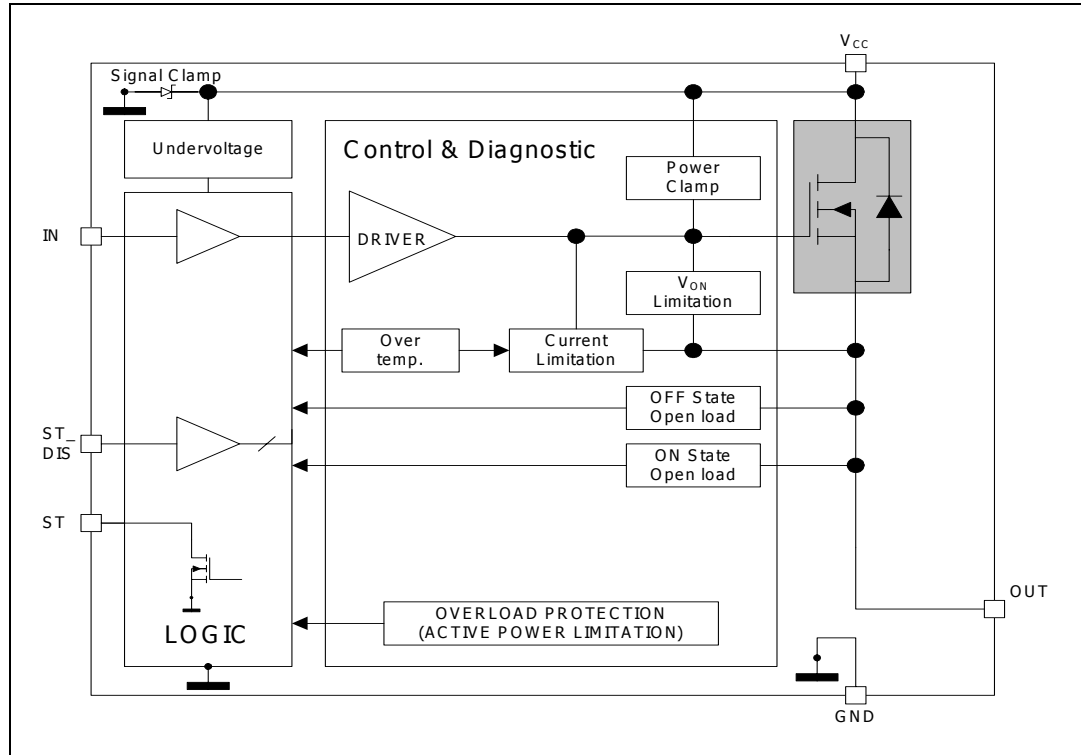 VCC
Signal Clamp
Undervoltage
Control & Diagnostic
Power
Clamp
IN
DRIVER
VON
Limitation
Over
temp.
Current
Limitation
OFF State
Open load
ST_
DIS
ON State
Open load
ST
OUT
OVERLOAD PROTECTION
(ACTIVE POWER LIMITATION)
LOGIC
GND